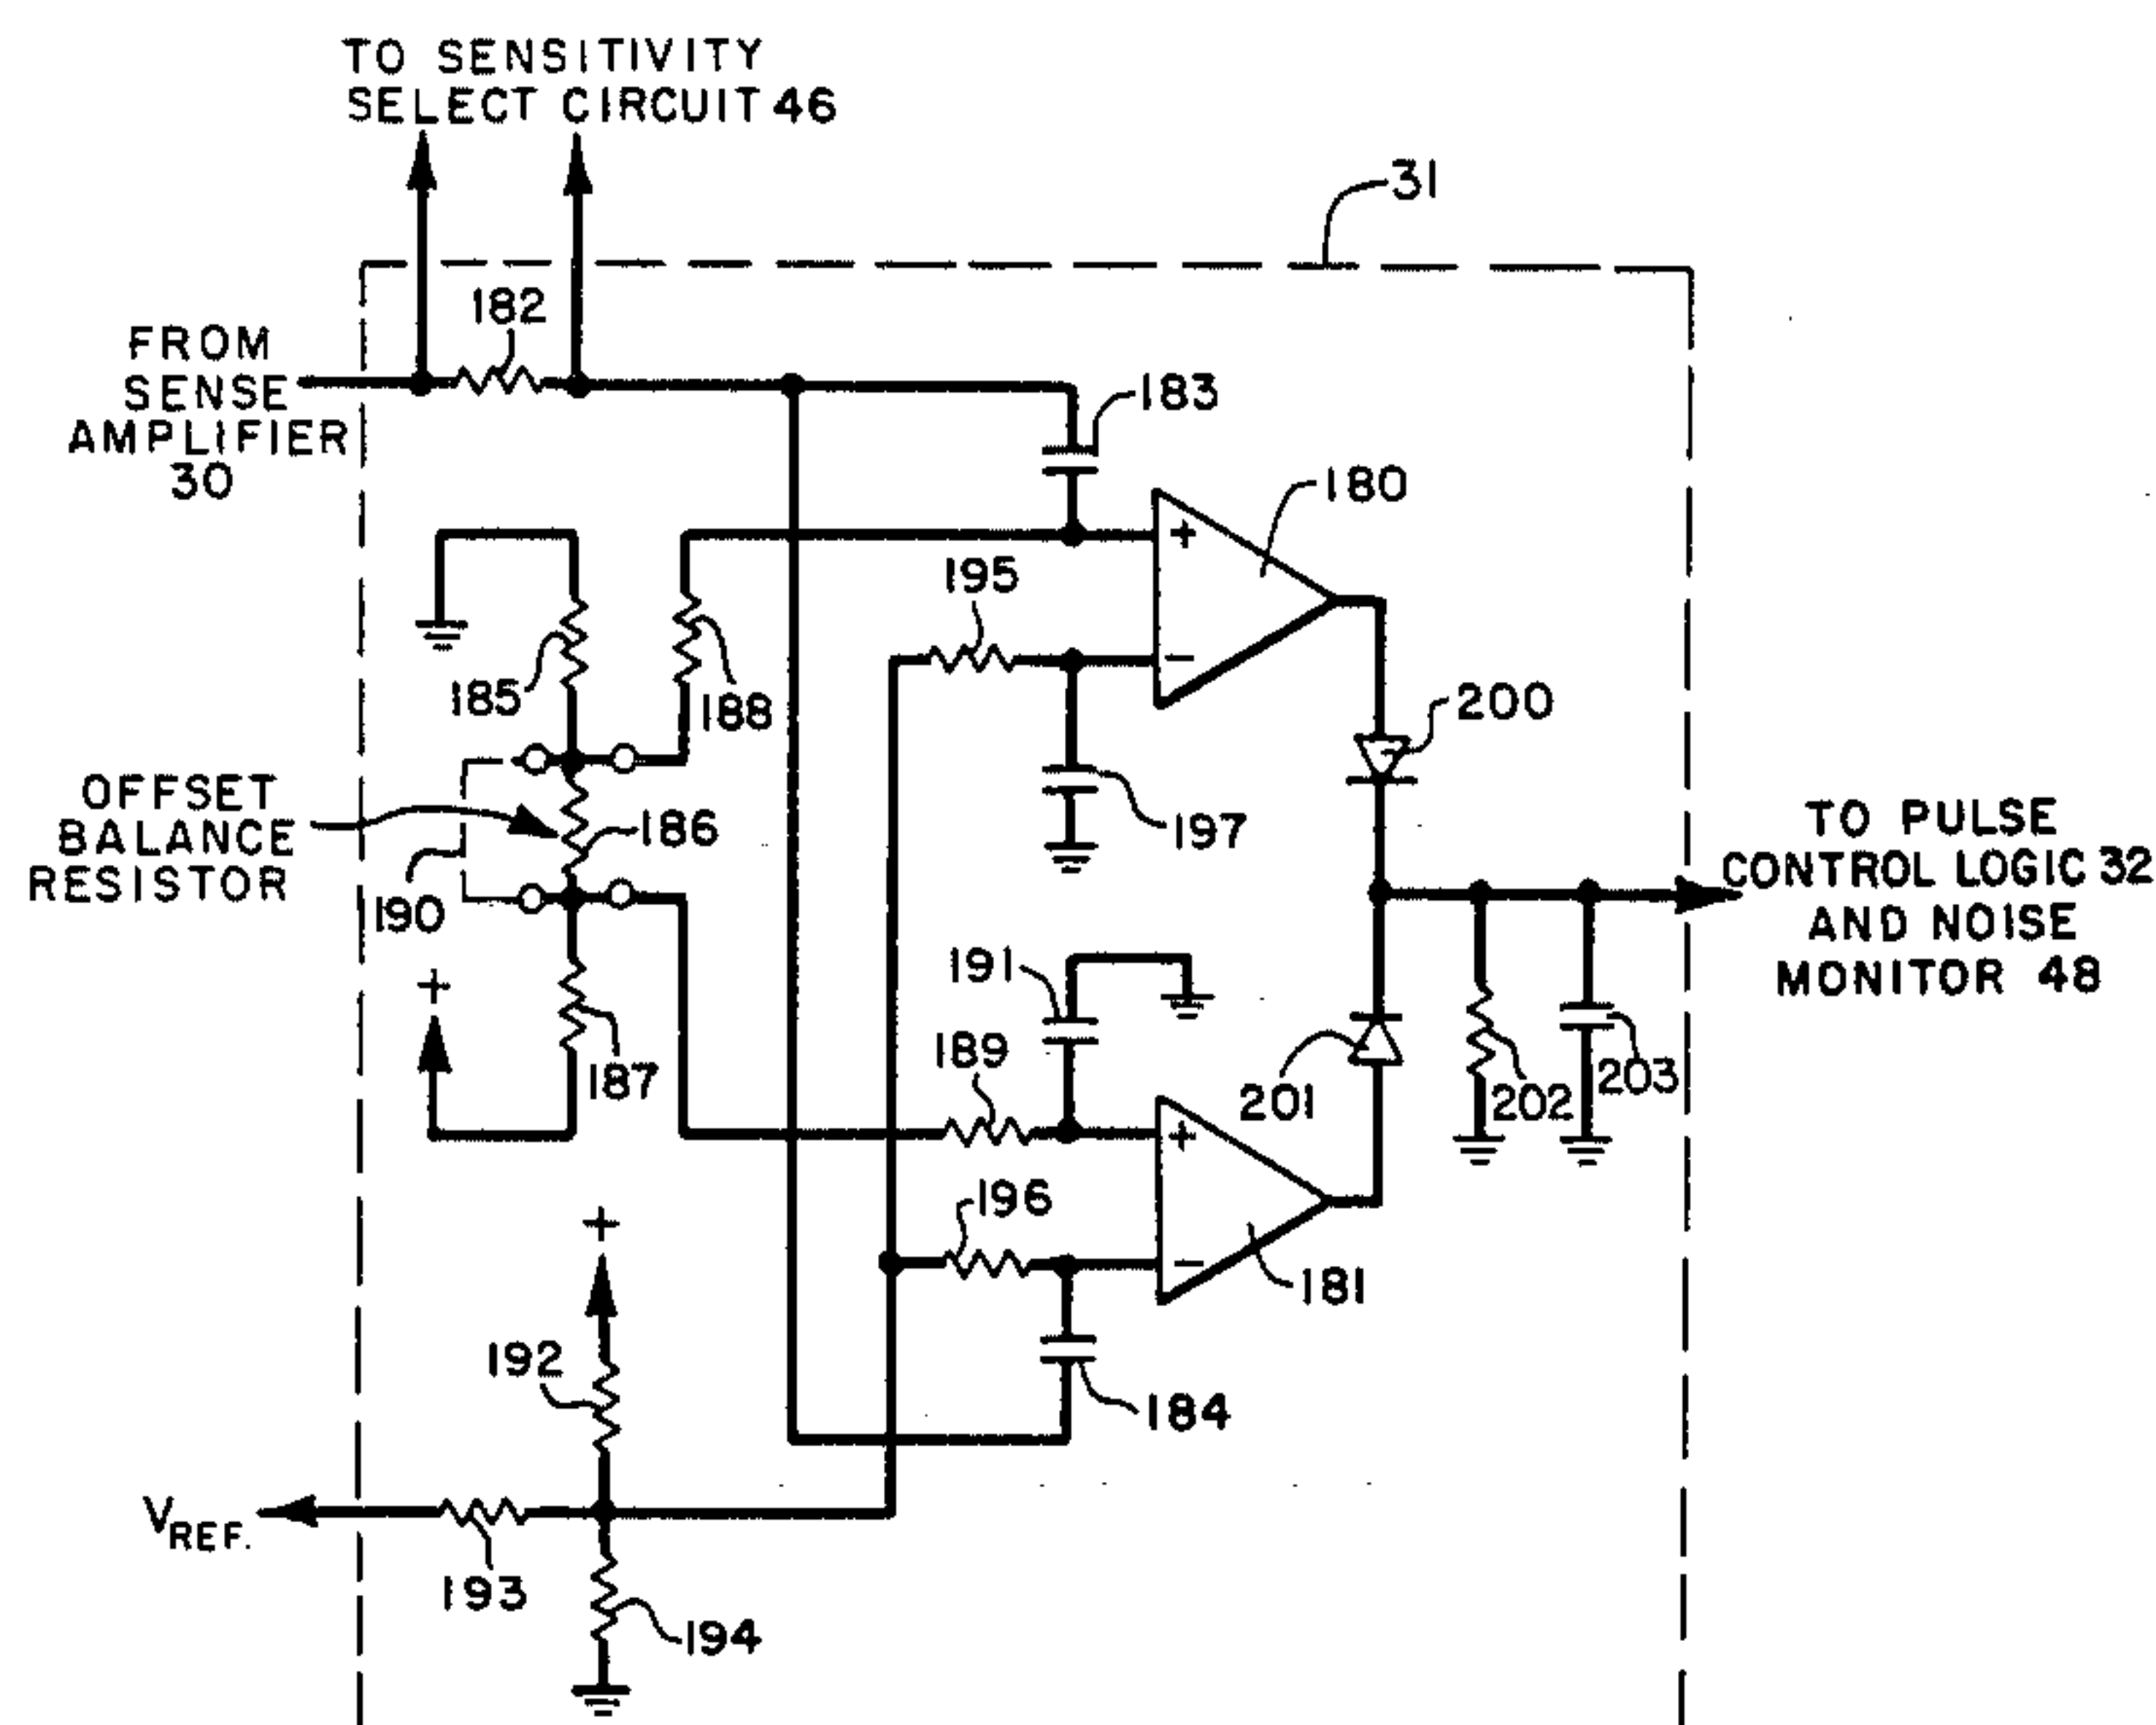 TO SENSITIVITY
SELECT CIRCUIT 46
31
182
FROM
SENSE
AMPLIFIER
30
183
180
+
195
−
185
188
200
OFFSET
BALANCE
RESISTOR
186
197
190
TO PULSE
CONTROL LOGIC 32
AND NOISE
MONITOR 48
+
191
189
187
201
202
203
+
196
−
181
+
192
184
VREF.
193
194